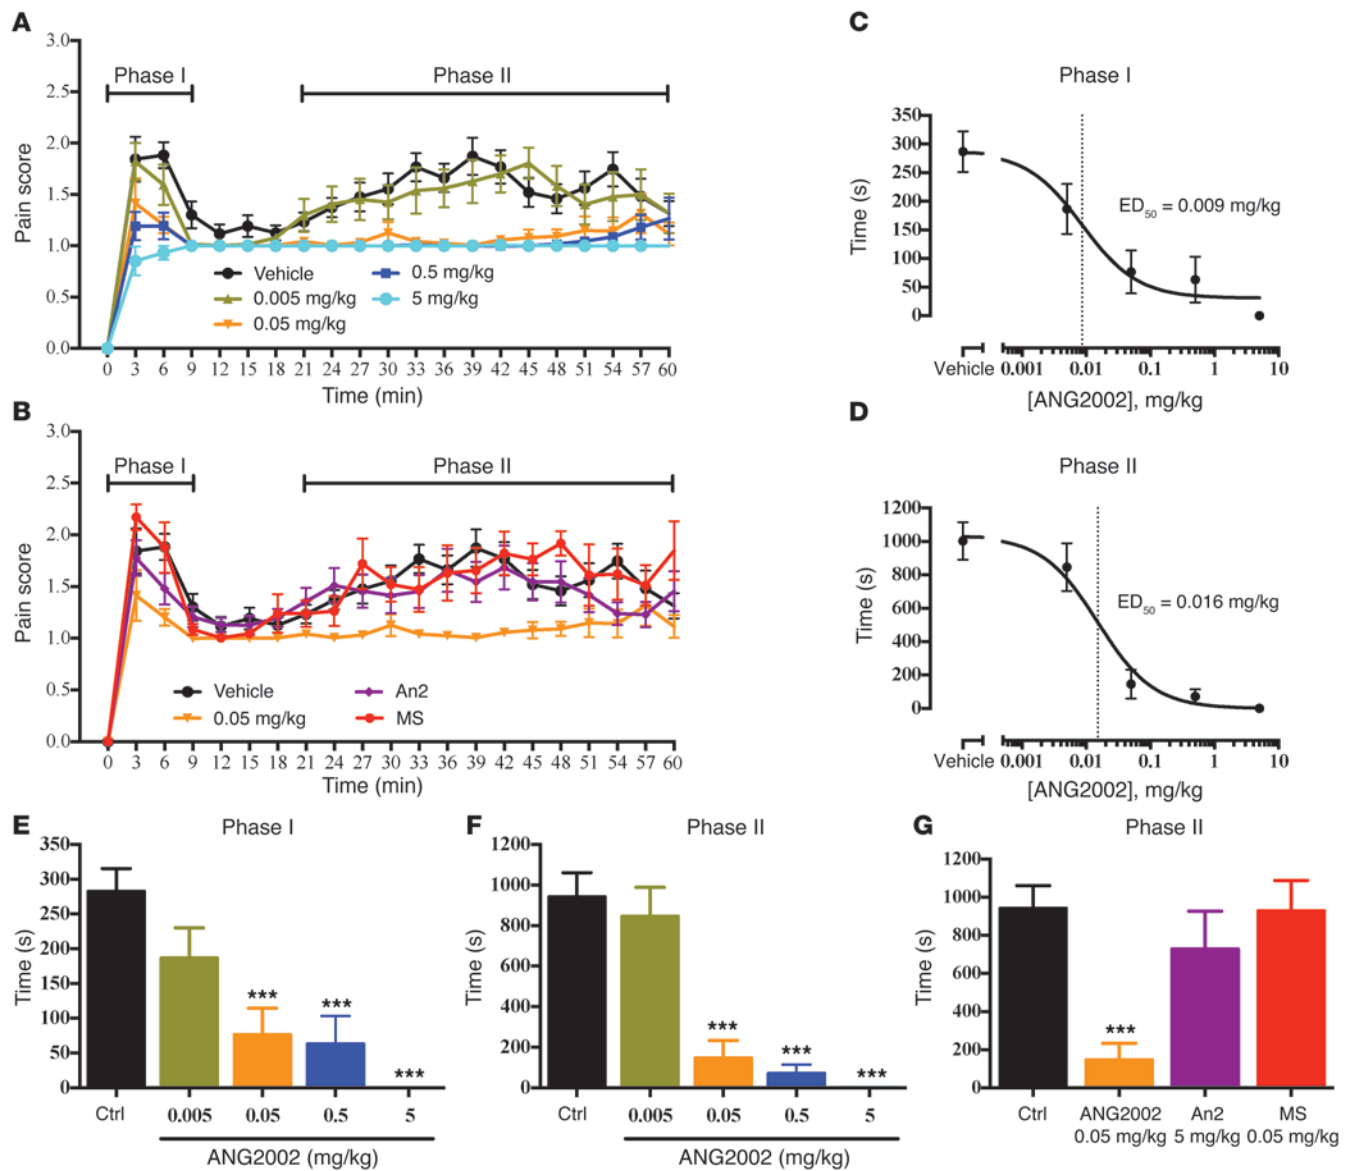 A
3.0
2.5
2.0
1.5
1.0
0.5
0.0
Pain score
Phase I
Phase II
Vehicle
0.005 mg/kg
0.05 mg/kg
0.5 mg/kg
5 mg/kg
0 3 6 9 12 15 18 21 24 27 30 33 36 39 42 45 48 51 54 57 60
Time (min)
B
3.0
2.5
2.0
1.5
1.0
0.5
0.0
Pain score
Phase I
Phase II
Vehicle
0.05 mg/kg
An2
MS
0 3 6 9 12 15 18 21 24 27 30 33 36 39 42 45 48 51 54 57 60
Time (min)
C
Phase I
350
300
250
200
150
100
50
0
Time (s)
ED50 = 0.009 mg/kg
Vehicle 0.001 0.01 0.1 1 10
[ANG2002], mg/kg
D
Phase II
1200
1000
800
600
400
200
0
Time (s)
ED50 = 0.016 mg/kg
Vehicle 0.001 0.01 0.1 1 10
[ANG2002], mg/kg
E
Phase I
350
300
250
200
150
100
50
0
Time (s)
*** *** ***
Ctrl 0.005 0.05 0.5 5
ANG2002 (mg/kg)
F
Phase II
1200
1000
800
600
400
200
0
Time (s)
*** *** ***
Ctrl 0.005 0.05 0.5 5
ANG2002 (mg/kg)
G
Phase II
1200
1000
800
600
400
200
0
Time (s)
***
Ctrl ANG2002 An2 MS
0.05 mg/kg 5 mg/kg 0.05 mg/kg